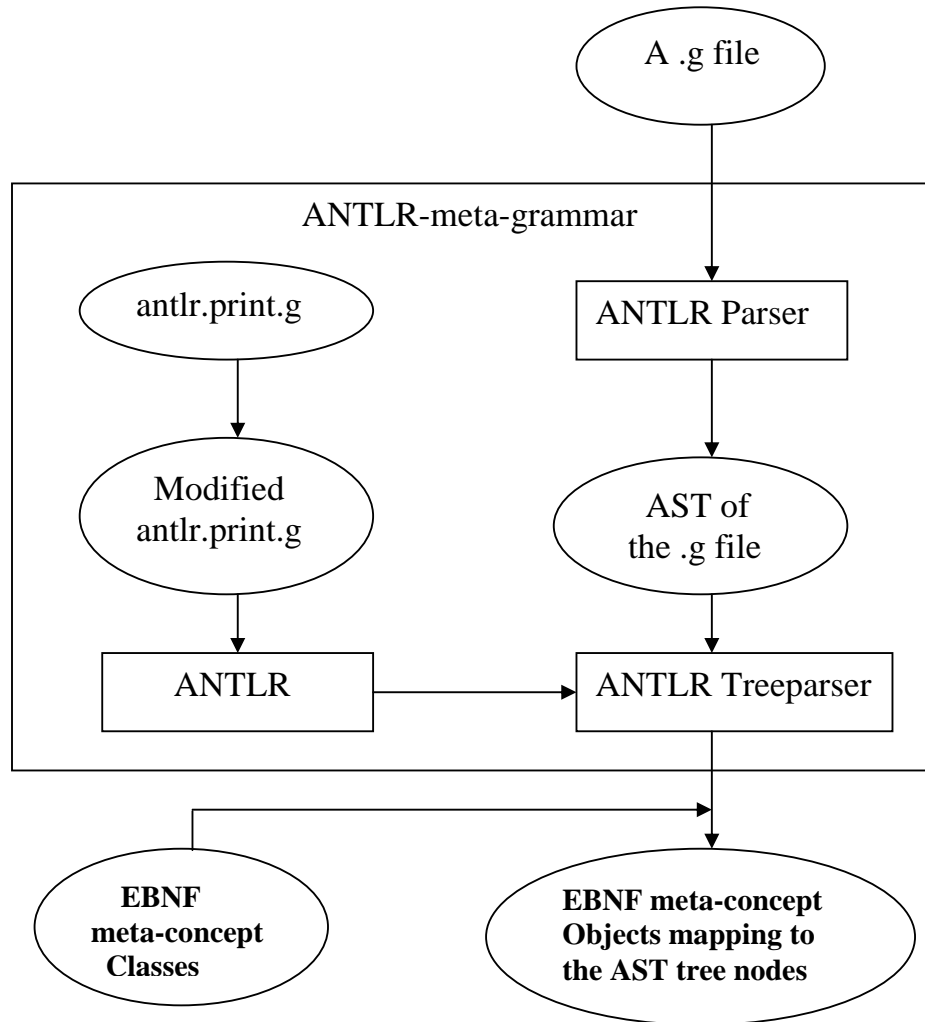 A .g file
ANTLR-meta-grammar
antlr.print.g
ANTLR Parser
Modified
antlr.print.g
AST of
the .g file
ANTLR
ANTLR Treeparser
EBNF
meta-concept
Classes
EBNF meta-concept
Objects mapping to
the AST tree nodes